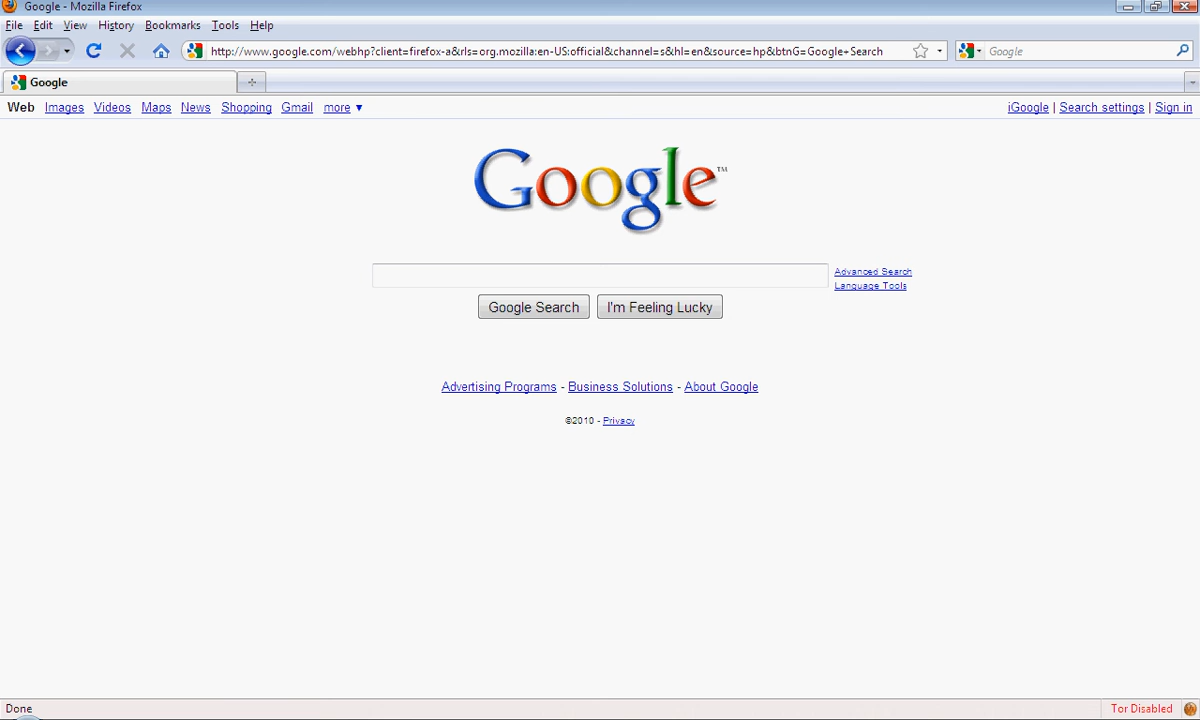 Google - Mozilla Firefox
File Edit View History Bookmarks Tools Help
http://www.google.com/webhp?client=firefox-a&rls=org.mozilla:en-US:official&channel=s&hl=en&source=hp&btnG=Google+Search Google
Google
Web Images Videos Maps News Shopping Gmail more ▼ iGoogle | Search settings | Sign in
Google™
Advanced Search
Language Tools
Google Search I'm Feeling Lucky
Advertising Programs - Business Solutions - About Google
©2010 - Privacy
Done Tor Disabled